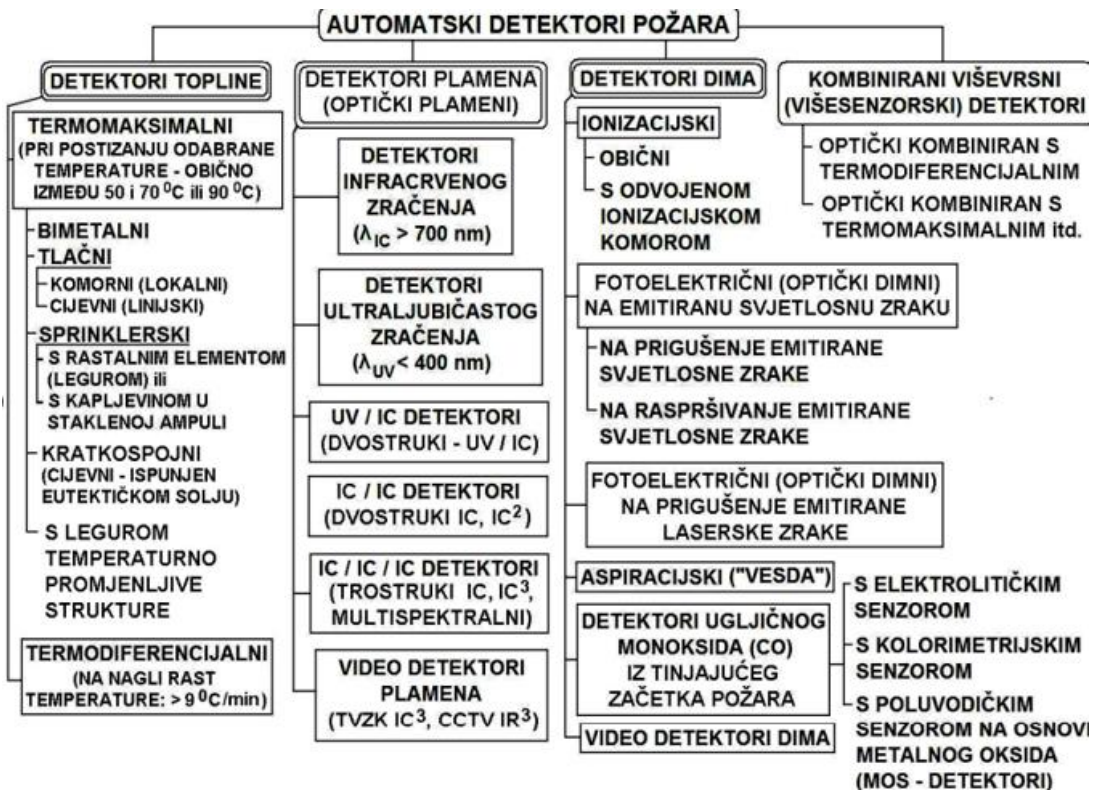 AUTOMATSKI DETEKTORI POŽARA
DETEKTORI TOPLINE
TERMOMAKSIMALNI
(PRI POSTIZANJU ODABRANE
TEMPERATURE - OBIČNO
IZMEĐU 50 i 70 ⁰C ili 90 ⁰C)
BIMETALNI
TLAČNI
KOMORNI (LOKALNI)
CIJEVNI (LINIJSKI)
SPRINKLERSKI
S RASTALNIM ELEMENTOM
(LEGUROM) ili
S KAPLJEVINOM U
STAKLENOJ AMPULI
KRATKOSPOJNI
(CIJEVNI - ISPUNJEN
EUTEKTIČKOM SOLJU)
S LEGUROM
TEMPERATURNO
PROMJENLJIVE
STRUKTURE
TERMODIFERENCIJALNI
(NA NAGLI RAST
TEMPERATURE: > 9 ⁰C/min)
DETEKTORI PLAMENA
(OPTIČKI PLAMENI)
DETEKTORI
INFRACRVENOG
ZRAČENJA
(λ IC > 700 nm)
DETEKTORI
ULTRALJUBIČASTOG
ZRAČENJA
(λ UV < 400 nm)
UV / IC DETEKTORI
(DVOSTRUKI - UV / IC)
IC / IC DETEKTORI
(DVOSTRUKI IC, IC²)
IC / IC / IC DETEKTORI
(TROSTRUKI IC, IC³,
MULTISPEKTRALNI)
VIDEO DETEKTORI
PLAMENA
(TVZK IC³, CCTV IR³)
DETEKTORI DIMA
IONIZACIJSKI
OBIČNI
S ODVOJENOM
IONIZACIJSKOM
KOMOROM
FOTOELEKTRIČNI (OPTIČKI DIMNI)
NA EMITIRANU SVJETLOSNU ZRAKU
NA PRIGUŠENJE EMITIRANE
SVJETLOSNE ZRAKE
NA RASPRŠIVANJE EMITIRANE
SVJETLOSNE ZRAKE
FOTOELEKTRIČNI (OPTIČKI DIMNI)
NA PRIGUŠENJE EMITIRANE
LASERSKE ZRAKE
ASPIRACIJSKI ("VESDA")
DETEKTORI UGLJIČNOG
MONOKSIDA (CO)
IZ TINJAJUĆEG
ZAČETKA POŽARA
S ELEKTROLITIČKIM
SENZOROM
S KOLORIMETRIJSKIM
SENZOROM
S POLUVODIČKIM
SENZOROM NA OSNOVI
METALNOG OKSIDA
(MOS - DETEKTORI)
VIDEO DETEKTORI DIMA
KOMBINIRANI VIŠEVRSNI
(VIŠESENZORSKI) DETEKTORI
OPTIČKI KOMBINIRAN S
TERMODIFERENCIJALNIM
OPTIČKI KOMBINIRAN S
TERMOMAKSIMALNIM itd.